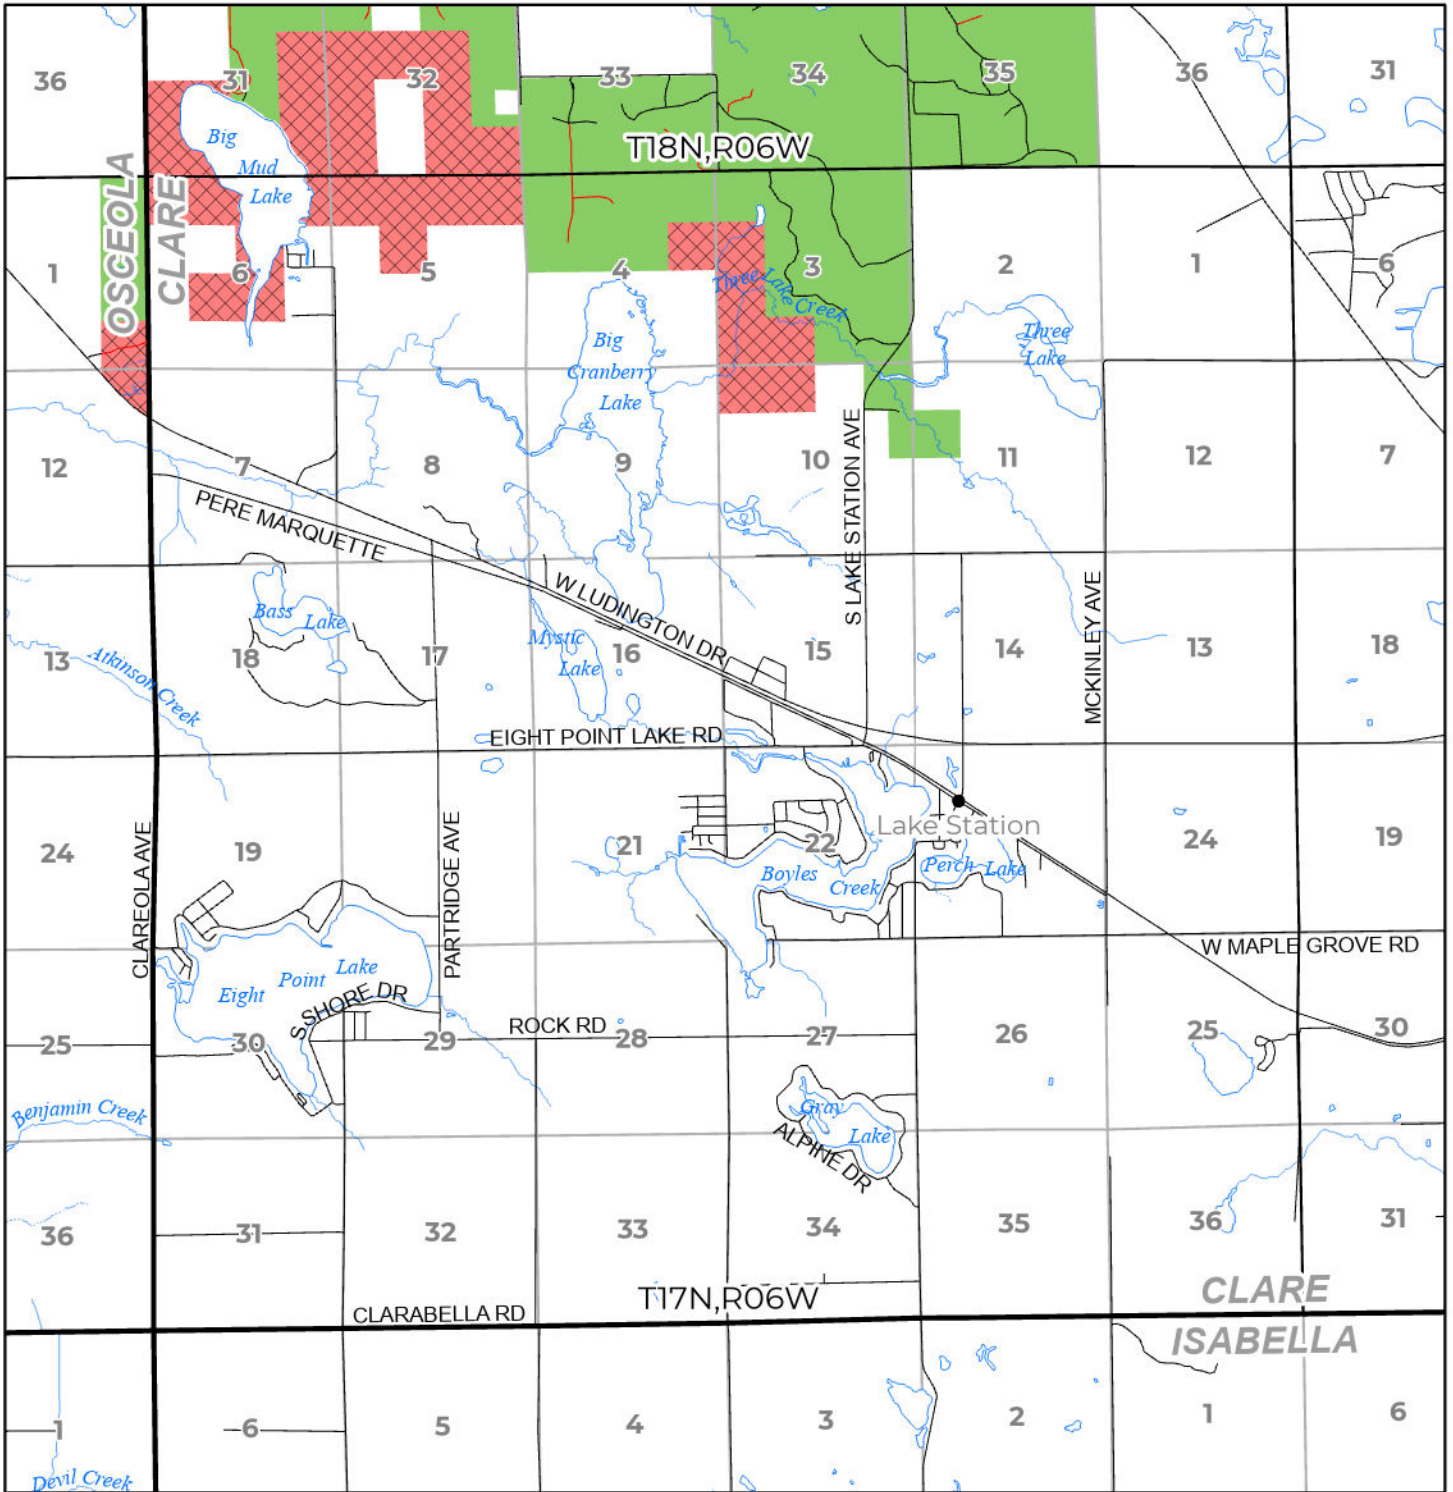 36
31
32
33
34
35
36
31
T18N,R06W
Big
Mud
Lake
OSCEOLA
CLARE
1
6
5
4
3
2
1
6
Three Lake Creek
Big
Cranberry
Lake
Three
Lake
12
7
8
9
10
11
12
7
PERE MARQUETTE
S LAKE STATION AVE
W LUDINGTON DR
MCKINLEY AVE
Bass Lake
Mystic
Lake
13
18
17
16
15
14
13
18
Atkinson Creek
EIGHT POINT LAKE RD
Lake Station
CLAREOLA AVE
PARTRIDGE AVE
24
19
21
22
24
19
Boyles Creek
Perch Lake
W MAPLE GROVE RD
Eight Point Lake
S SHORE DR
ROCK RD
25
30
29
28
27
26
25
30
Benjamin Creek
Gray
Lake
ALPINE DR
36
31
32
33
34
35
36
31
T17N,R06W
CLARABELLA RD
CLARE
ISABELLA
1
6
5
4
3
2
1
6
Devil Creek